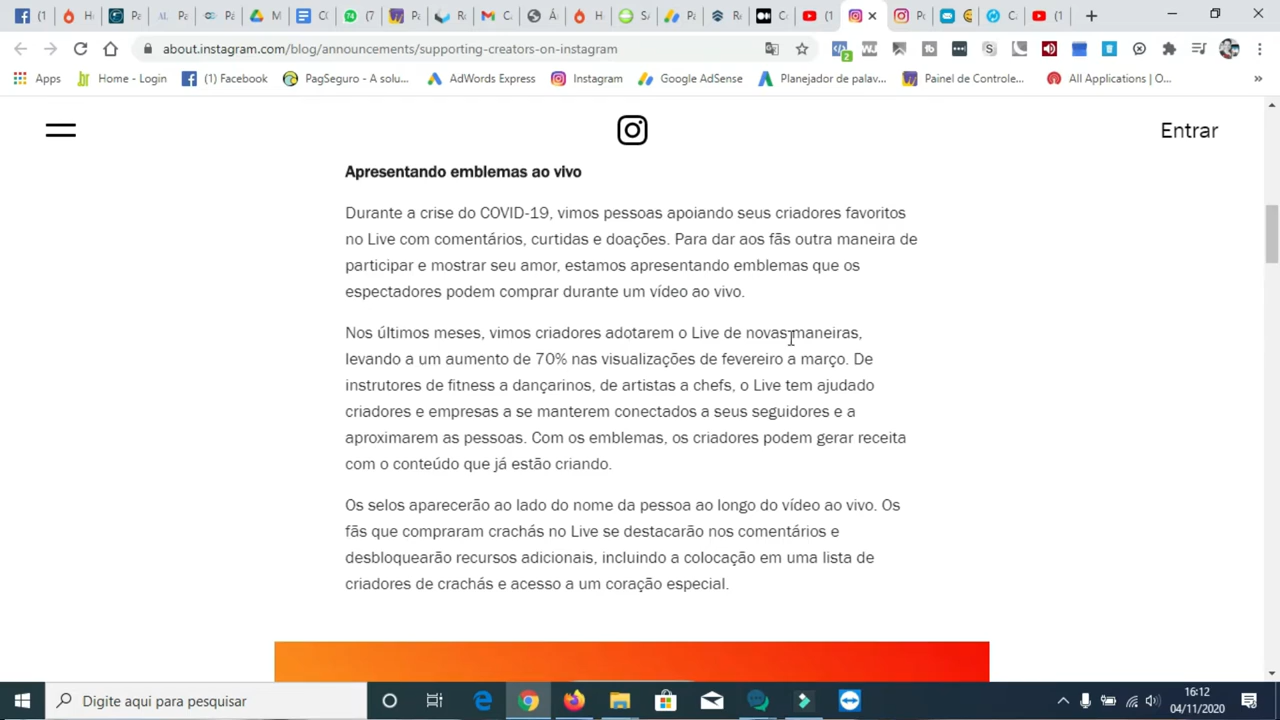 about.instagram.com/blog/announcements/supporting-creators-on-instagram
Apps
Home - Login
(1) Facebook
PagSeguro - A solu...
AdWords Express
Instagram
Google AdSense
Planejador de palav...
Painel de Controle...
All Applications | O...
»
Entrar
Apresentando emblemas ao vivo
Durante a crise do COVID-19, vimos pessoas apoiando seus criadores favoritos
no Live com comentários, curtidas e doações. Para dar aos fãs outra maneira de
participar e mostrar seu amor, estamos apresentando emblemas que os
espectadores podem comprar durante um vídeo ao vivo.
Nos últimos meses, vimos criadores adotarem o Live de novas maneiras,
levando a um aumento de 70% nas visualizações de fevereiro a março. De
instrutores de fitness a dançarinos, de artistas a chefs, o Live tem ajudado
criadores e empresas a se manterem conectados a seus seguidores e a
aproximarem as pessoas. Com os emblemas, os criadores podem gerar receita
com o conteúdo que já estão criando.
Os selos aparecerão ao lado do nome da pessoa ao longo do vídeo ao vivo. Os
fãs que compraram crachás no Live se destacarão nos comentários e
desbloquearão recursos adicionais, incluindo a colocação em uma lista de
criadores de crachás e acesso a um coração especial.
Digite aqui para pesquisar
16:12
04/11/2020